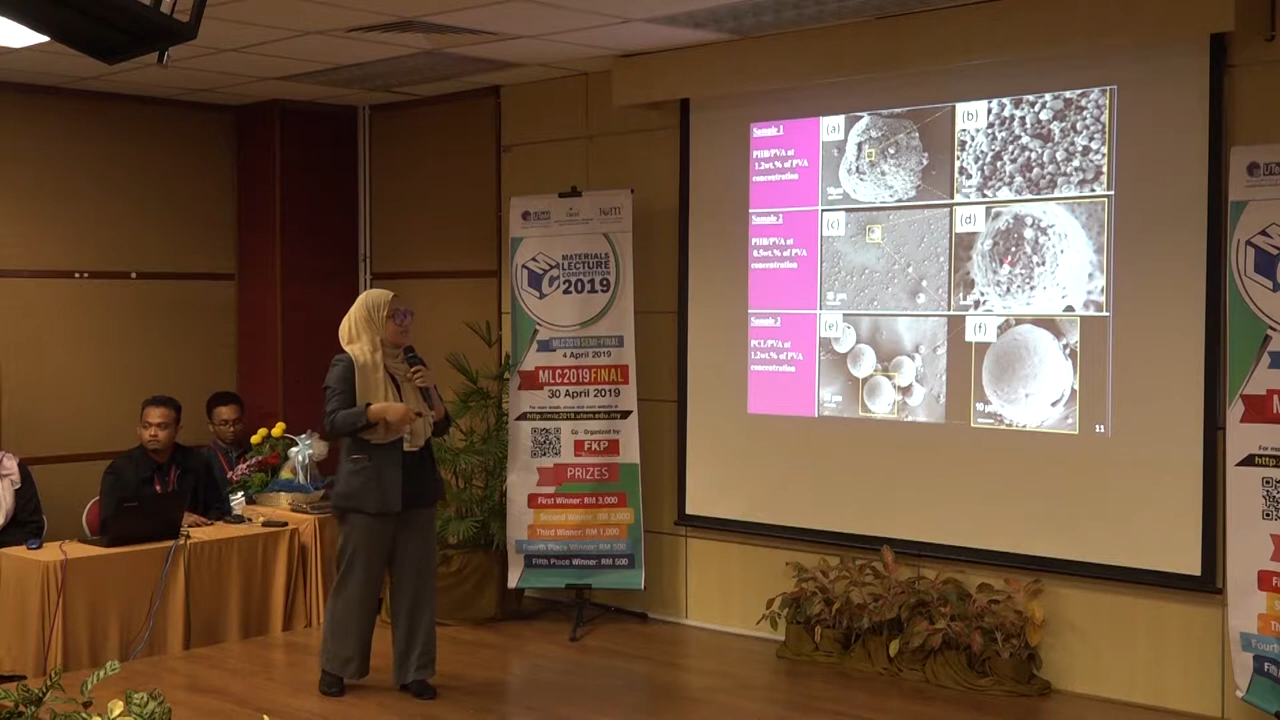 UTeM
MC
MATERIALS
LECTURE
COMPETITION
2019
MLC2019 SEMI-FINAL
4 April 2019
MLC2019 FINAL
30 April 2019
http://mlc2019.utem.edu.my
Co - Organized by:
FKP
PRIZES
First Winner: RM 3,000
Second Winner: RM 2,000
Third Winner: RM 1,000
Fourth Place Winner: RM 500
Fifth Place Winner: RM 500
Sample 1
PHB/PVA at
1.2wt.% of PVA
concentration
(a)
(b)
Sample 2
PHB/PVA at
0.5wt.% of PVA
concentration
(c)
(d)
Sample 3
PCL/PVA at
1.2wt.% of PVA
concentration
(e)
(f)
10 µm
11
UTeM
http: